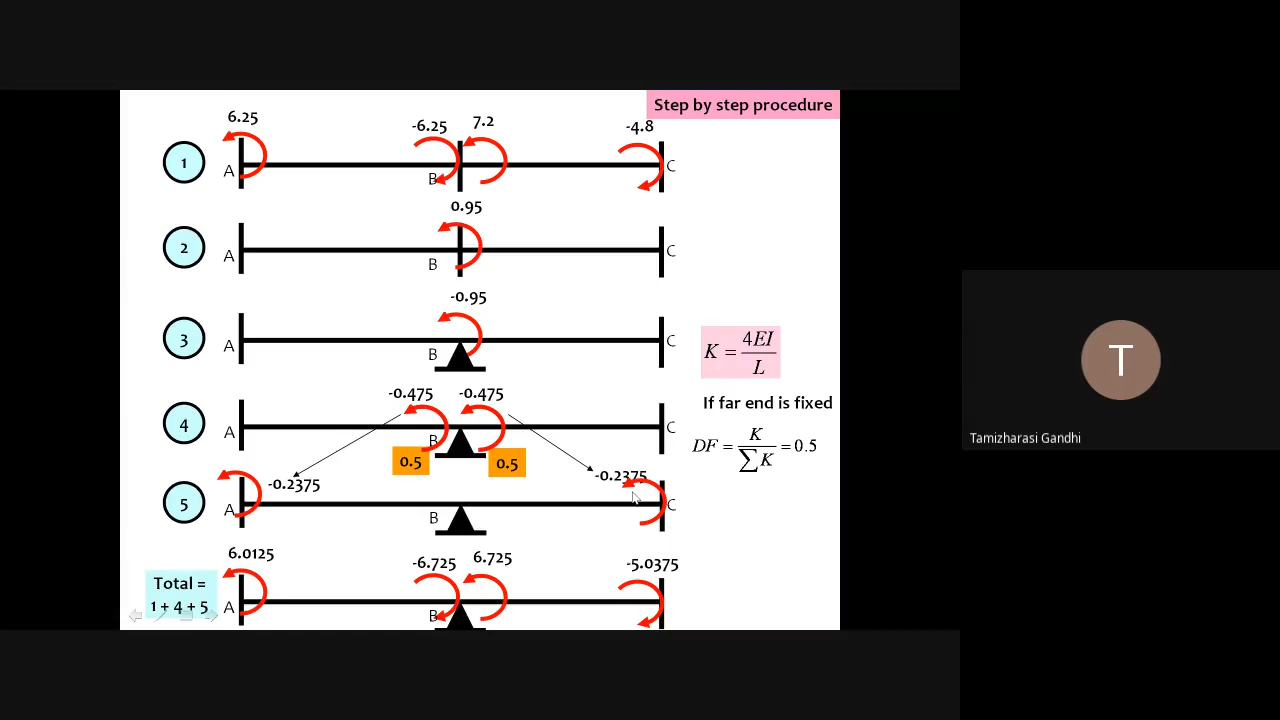 Step by step procedure
6.25
-6.25
7.2
-4.8
1
A
B
C
0.95
2
A
B
C
-0.95
3
A
B
C
K = 4EI / L
If far end is fixed
-0.475
-0.475
4
A
B
C
DF = K / ∑K = 0.5
0.5
0.5
-0.2375
-0.2375
5
A
B
C
6.0125
-6.725
6.725
-5.0375
Total =
1 + 4 + 5
A
B
T
Tamizharasi Gandhi